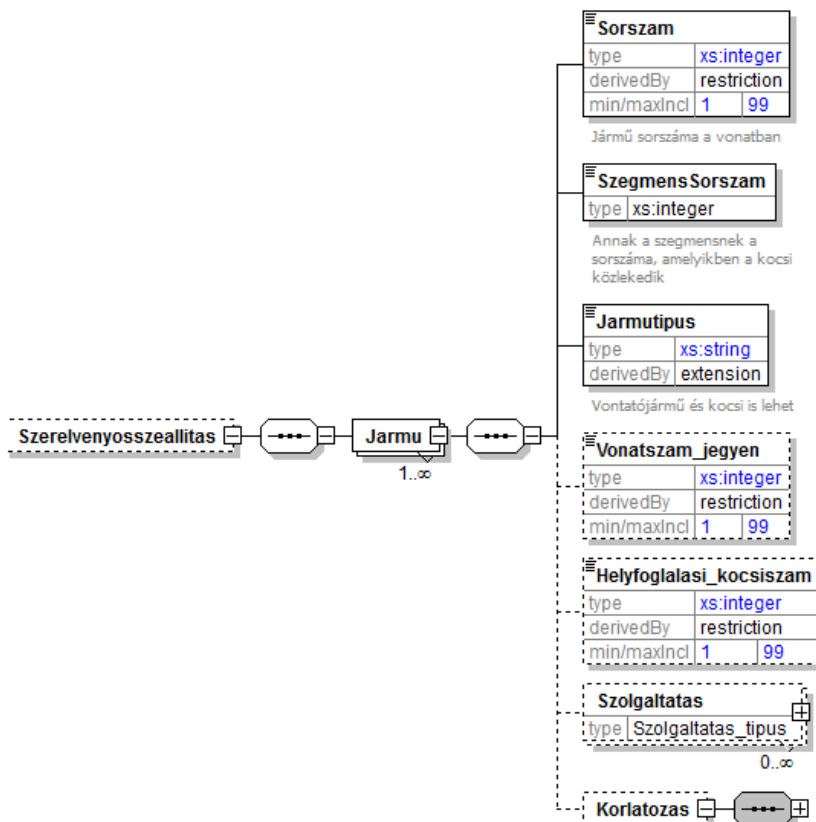 Sorszam
type xs:integer
derivedBy restriction
min/maxIncl 1 99
Jármű sorszáma a vonatban
SzegmensSorszam
type xs:integer
Annak a szegmensnek a
sorszáma, amelyikben a kocsi
közlekedik
Jarmutipus
type xs:string
derivedBy extension
Vontatójármű és kocsi is lehet
Szerelvenyosszeallitas
Jarmu
1..∞
Vonatszam_jegyen
type xs:integer
derivedBy restriction
min/maxIncl 1 99
Helyfoglalasi_kocsiszam
type xs:integer
derivedBy restriction
min/maxIncl 1 99
Szolgaltatas
type Szolgaltatas_tipus
0..∞
Korlatozas